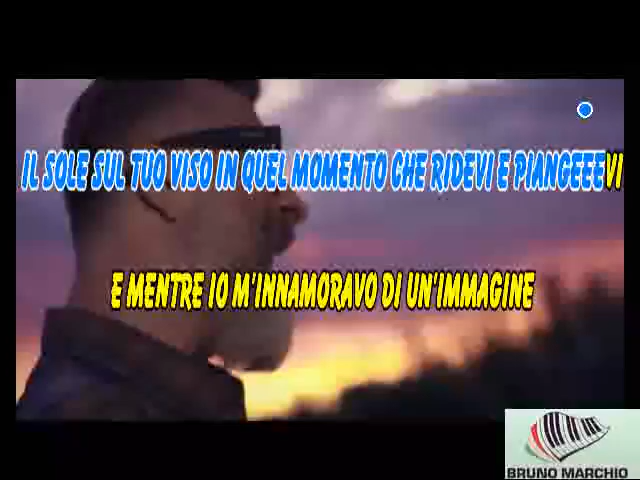 IL SOLE SUL TUO VISO IN QUEL MOMENTO CHE RIDEVI E PIANGEEEVI
E MENTRE IO M'INNAMORAVO DI UN'IMMAGINE
BRUNO MARCHIO